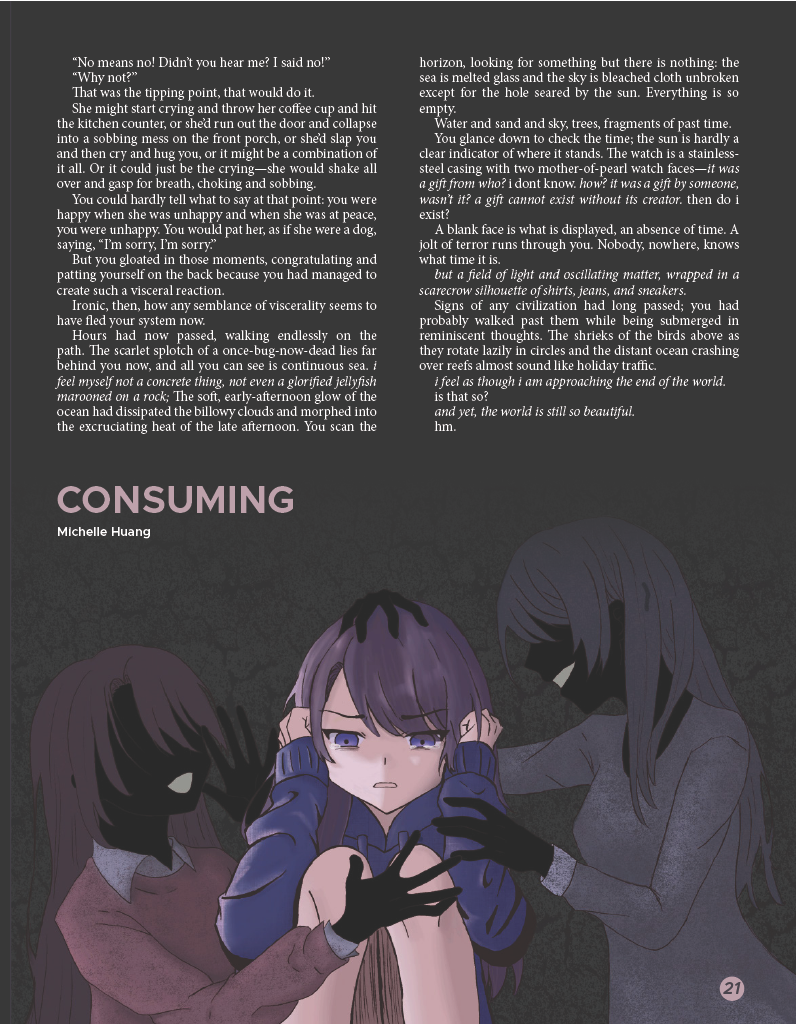 “No means no! Didn’t you hear me? I said no!”
“Why not?”
That was the tipping point, that would do it.
She might start crying and throw her coffee cup and hit
the kitchen counter, or she’d run out the door and collapse
into a sobbing mess on the front porch, or she’d slap you
and then cry and hug you, or it might be a combination of
it all. Or it could just be the crying—she would shake all
over and gasp for breath, choking and sobbing.
You could hardly tell what to say at that point: you were
happy when she was unhappy and when she was at peace,
you were unhappy. You would pat her, as if she were a dog,
saying, “I’m sorry, I’m sorry.”
But you gloated in those moments, congratulating and
patting yourself on the back because you had managed to
create such a visceral reaction.
Ironic, then, how any semblance of viscerality seems to
have fled your system now.
Hours had now passed, walking endlessly on the
path. The scarlet splotch of a once-bug-now-dead lies far
behind you now, and all you can see is continuous sea. i
feel myself not a concrete thing, not even a glorified jellyfish
marooned on a rock; The soft, early-afternoon glow of the
ocean had dissipated the billowy clouds and morphed into
the excruciating heat of the late afternoon. You scan the
horizon, looking for something but there is nothing: the
sea is melted glass and the sky is bleached cloth unbroken
except for the hole seared by the sun. Everything is so
empty.
Water and sand and sky, trees, fragments of past time.
You glance down to check the time; the sun is hardly a
clear indicator of where it stands. The watch is a stainless-
steel casing with two mother-of-pearl watch faces—it was
a gift from who? i dont know. how? it was a gift by someone,
wasn’t it? a gift cannot exist without its creator. then do i
exist?
A blank face is what is displayed, an absence of time. A
jolt of terror runs through you. Nobody, nowhere, knows
what time it is.
but a field of light and oscillating matter, wrapped in a
scarecrow silhouette of shirts, jeans, and sneakers.
Signs of any civilization had long passed; you had
probably walked past them while being submerged in
reminiscent thoughts. The shrieks of the birds above as
they rotate lazily in circles and the distant ocean crashing
over reefs almost sound like holiday traffic.
i feel as though i am approaching the end of the world.
is that so?
and yet, the world is still so beautiful.
hm.
CONSUMING
Michelle Huang
21